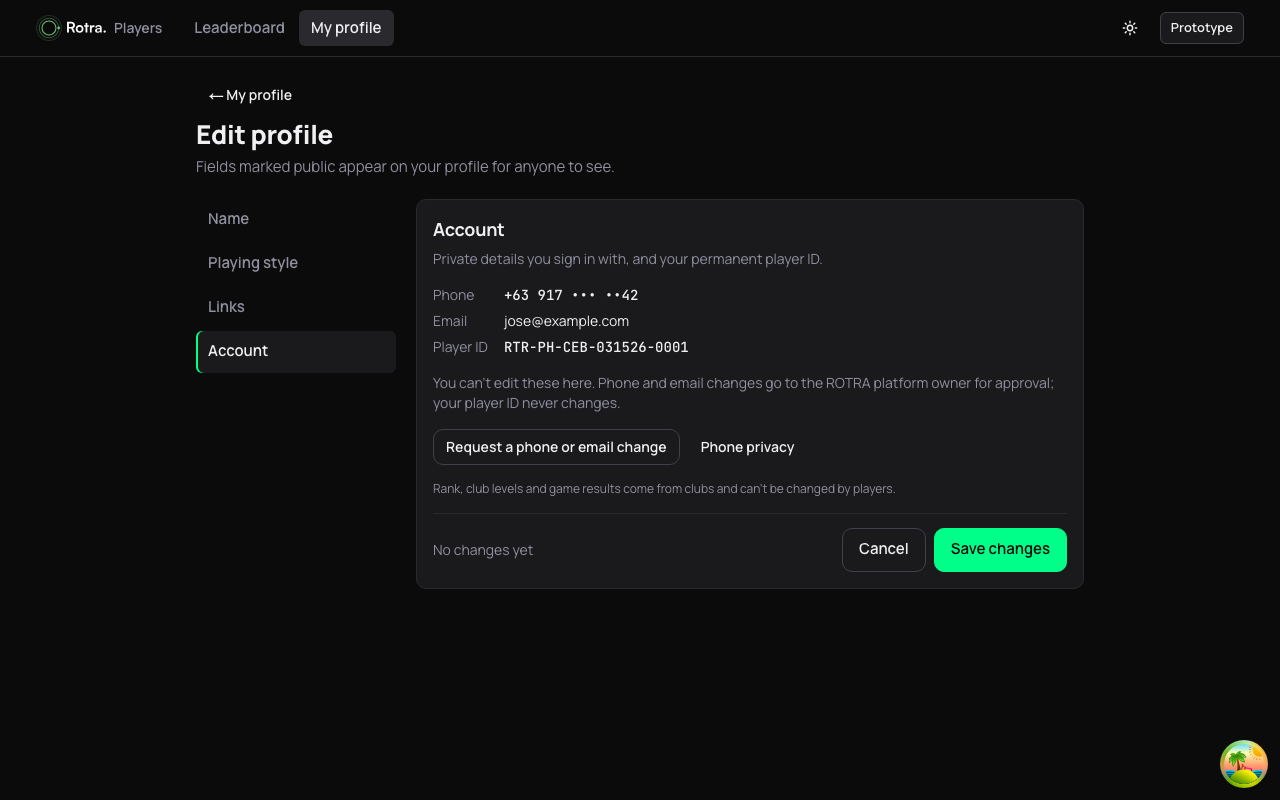 Rotra. Players Leaderboard My profile Prototype
← My profile
Edit profile
Fields marked public appear on your profile for anyone to see.
Name
Playing style
Links
Account
Account
Private details you sign in with, and your permanent player ID.
Phone +63 917 ••• ••42
Email jose@example.com
Player ID RTR-PH-CEB-031526-0001
You can't edit these here. Phone and email changes go to the ROTRA platform owner for approval;
your player ID never changes.
Request a phone or email change Phone privacy
Rank, club levels and game results come from clubs and can't be changed by players.
No changes yet Cancel Save changes